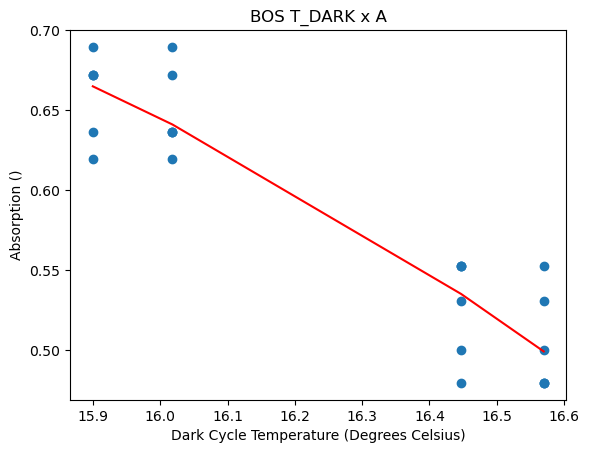 BOS T_DARK x A
0.70
0.65
0.60
0.55
0.50
Absorption ()
15.9 16.0 16.1 16.2 16.3 16.4 16.5 16.6
Dark Cycle Temperature (Degrees Celsius)